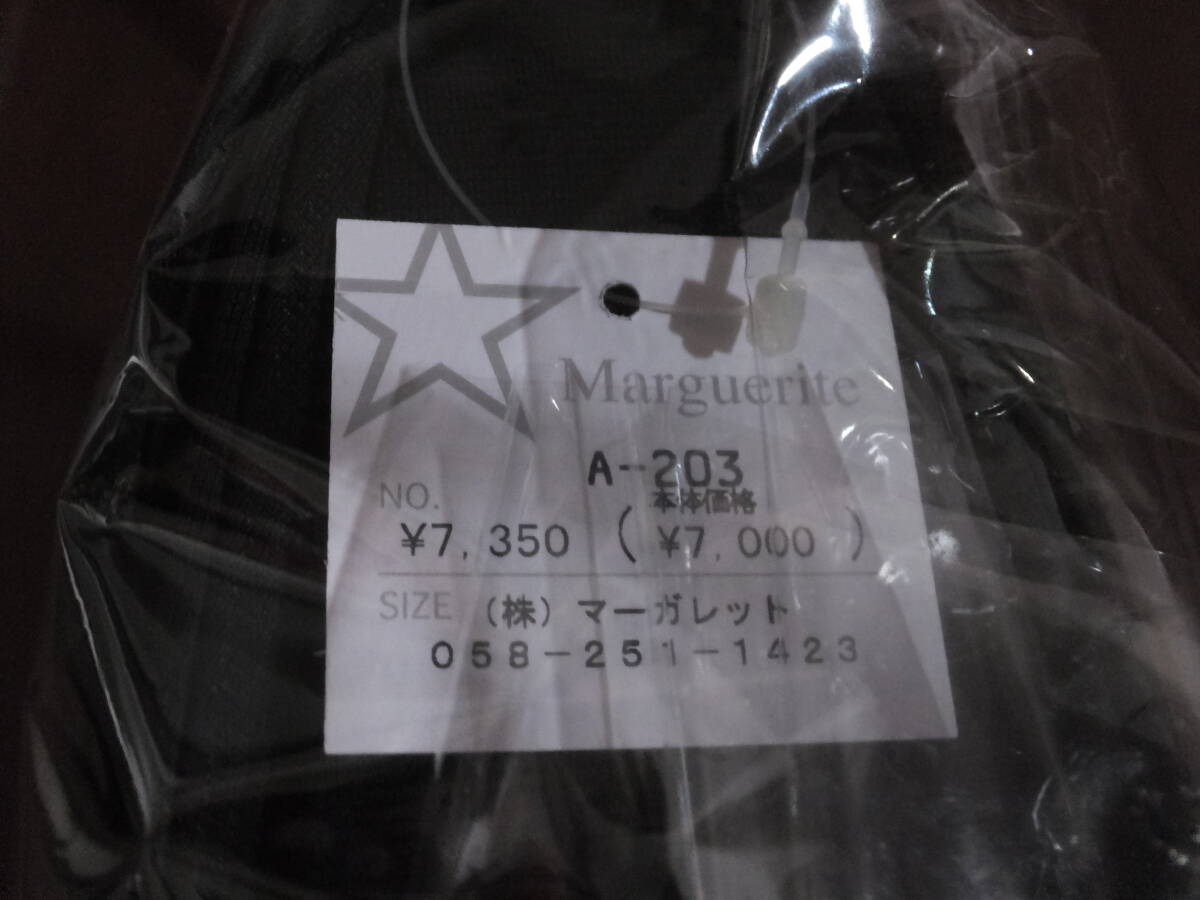 Marguerite
A-203
NO.
本体価格
¥7,350 (¥7,000)
SIZE (株)マーガレット
058-251-1423